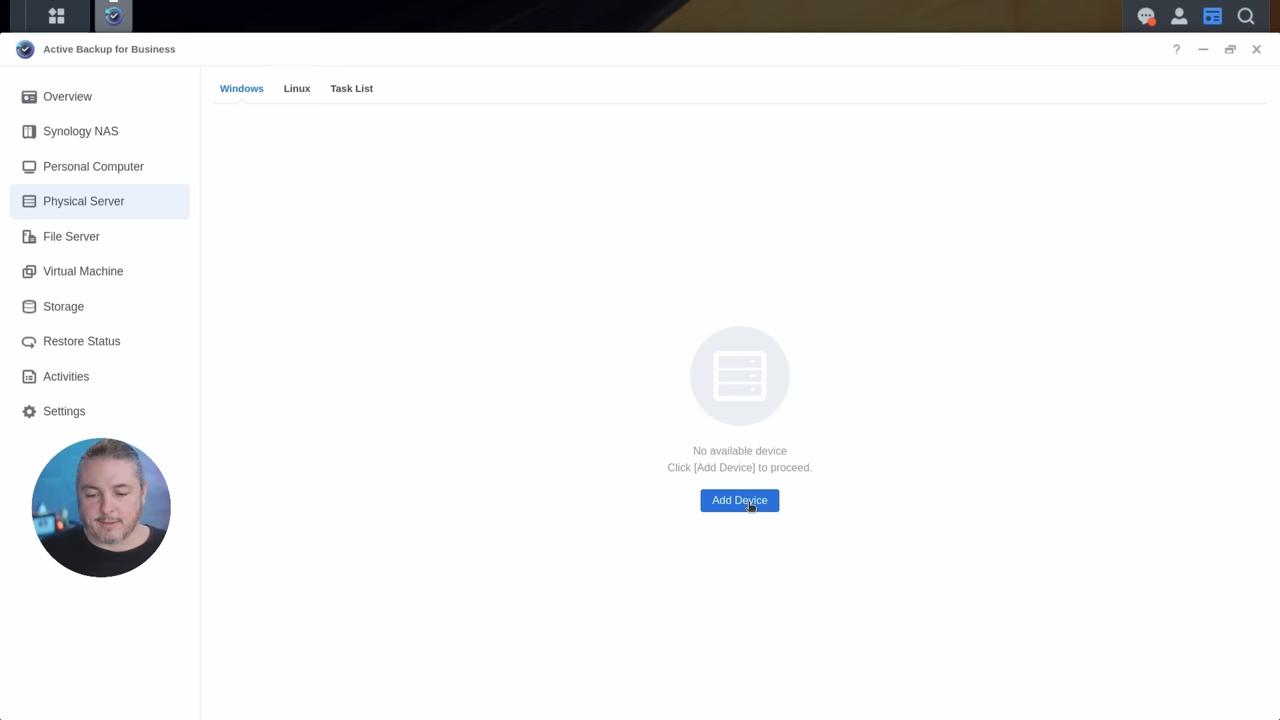 Active Backup for Business
?
Overview
Synology NAS
Personal Computer
Physical Server
File Server
Virtual Machine
Storage
Restore Status
Activities
Settings
Windows Linux Task List
No available device
Click [Add Device] to proceed.
Add Device